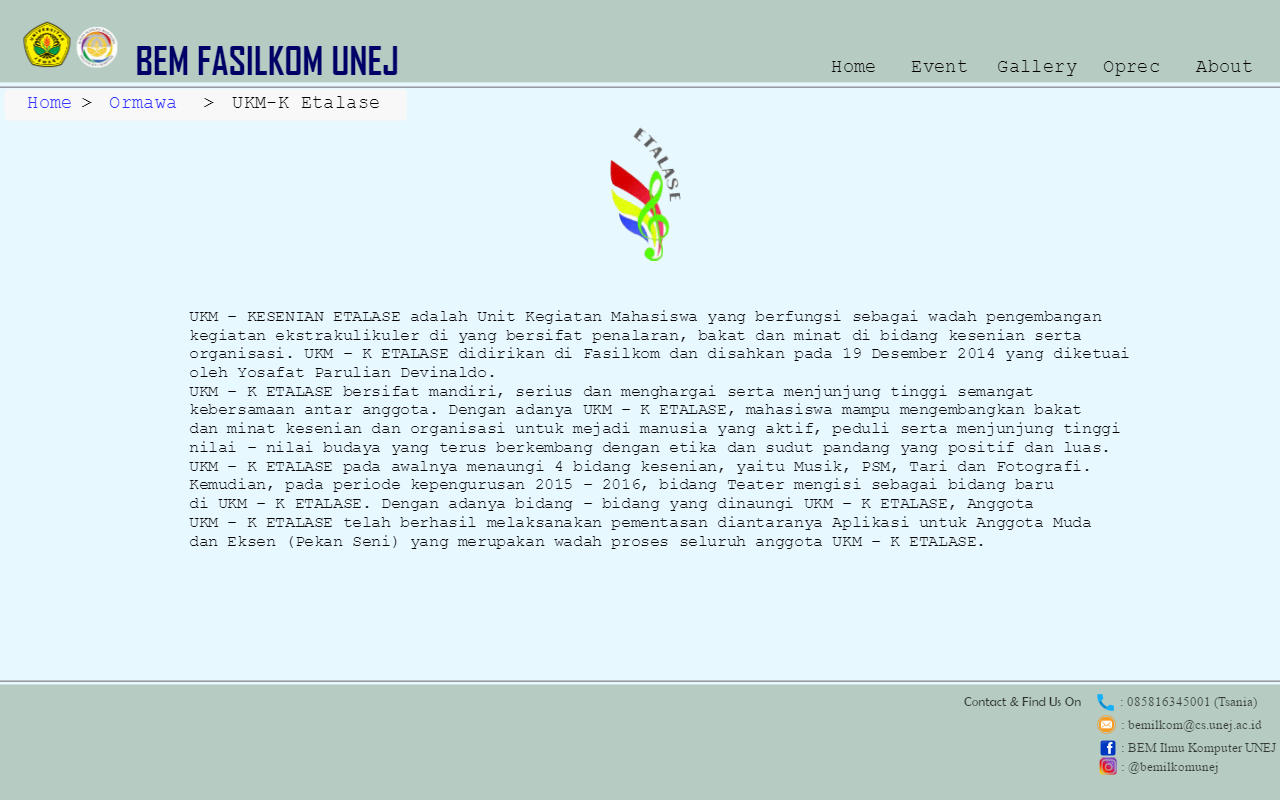 BEM FASILKOM UNEJ
Home Event Gallery Oprec About
Home > Ormawa > UKM-K Etalase
ETALASE
UKM – KESENIAN ETALASE adalah Unit Kegiatan Mahasiswa yang berfungsi sebagai wadah pengembangan
kegiatan ekstrakulikuler di yang bersifat penalaran, bakat dan minat di bidang kesenian serta
organisasi. UKM – K ETALASE didirikan di Fasilkom dan disahkan pada 19 Desember 2014 yang diketuai
oleh Yosafat Parulian Devinaldo.
UKM – K ETALASE bersifat mandiri, serius dan menghargai serta menjunjung tinggi semangat
kebersamaan antar anggota. Dengan adanya UKM – K ETALASE, mahasiswa mampu mengembangkan bakat
dan minat kesenian dan organisasi untuk mejadi manusia yang aktif, peduli serta menjunjung tinggi
nilai – nilai budaya yang terus berkembang dengan etika dan sudut pandang yang positif dan luas.
UKM – K ETALASE pada awalnya menaungi 4 bidang kesenian, yaitu Musik, PSM, Tari dan Fotografi.
Kemudian, pada periode kepengurusan 2015 – 2016, bidang Teater mengisi sebagai bidang baru
di UKM – K ETALASE. Dengan adanya bidang – bidang yang dinaungi UKM – K ETALASE, Anggota
UKM – K ETALASE telah berhasil melaksanakan pementasan diantaranya Aplikasi untuk Anggota Muda
dan Eksen (Pekan Seni) yang merupakan wadah proses seluruh anggota UKM – K ETALASE.
Contact & Find Us On : 085816345001 (Tsania)
: bemilkom@cs.unej.ac.id
: BEM Ilmu Komputer UNEJ
: @bemilkomunej